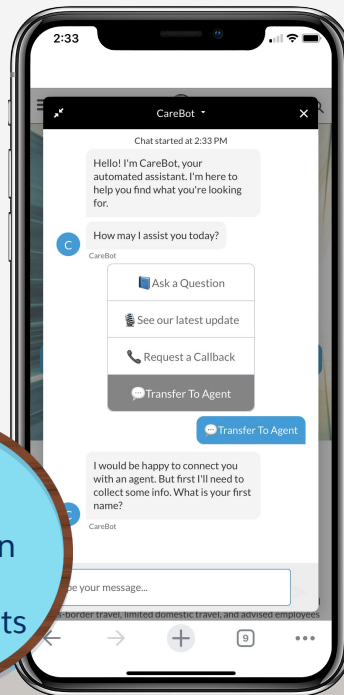 2:33
CareBot
Chat started at 2:33 PM
Hello! I'm CareBot, your
automated assistant. I'm here to
help you find what you're looking
for.
How may I assist you today?
C
CareBot
Ask a Question
See our latest update
Request a Callback
Transfer To Agent
Transfer To Agent
I would be happy to connect you
with an agent. But first I'll need to
collect some info. What is your first
name?
CareBot
your message...
-border travel, limited domestic travel, and advised employees
9